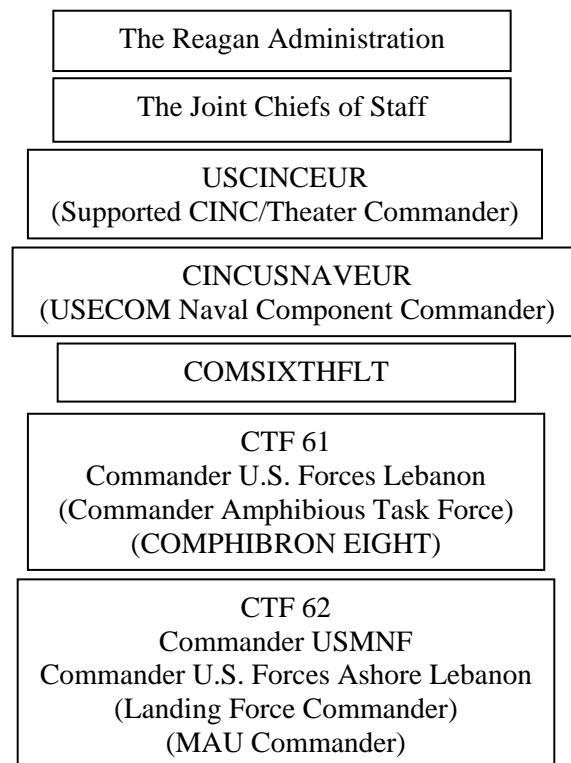 The Reagan Administration
The Joint Chiefs of Staff
USCINCEUR
(Supported CINC/Theater Commander)
CINCUSNAVEUR
(USECOM Naval Component Commander)
COMSIXTHFLT
CTF 61
Commander U.S. Forces Lebanon
(Commander Amphibious Task Force)
(COMPHIBRON EIGHT)
CTF 62
Commander USMNF
Commander U.S. Forces Ashore Lebanon
(Landing Force Commander)
(MAU Commander)